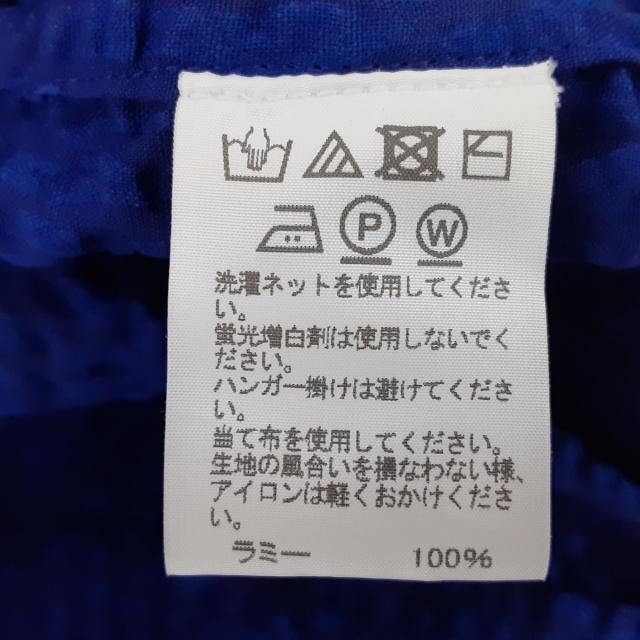 P W
洗濯ネットを使用してくださ
い。
蛍光増白剤は使用しないでく
ださい。
ハンガー掛けは避けてくださ
い。
当て布を使用してください。
生地の風合いを損なわない様、
アイロンは軽くおかけくださ
い。
ラミー 100%